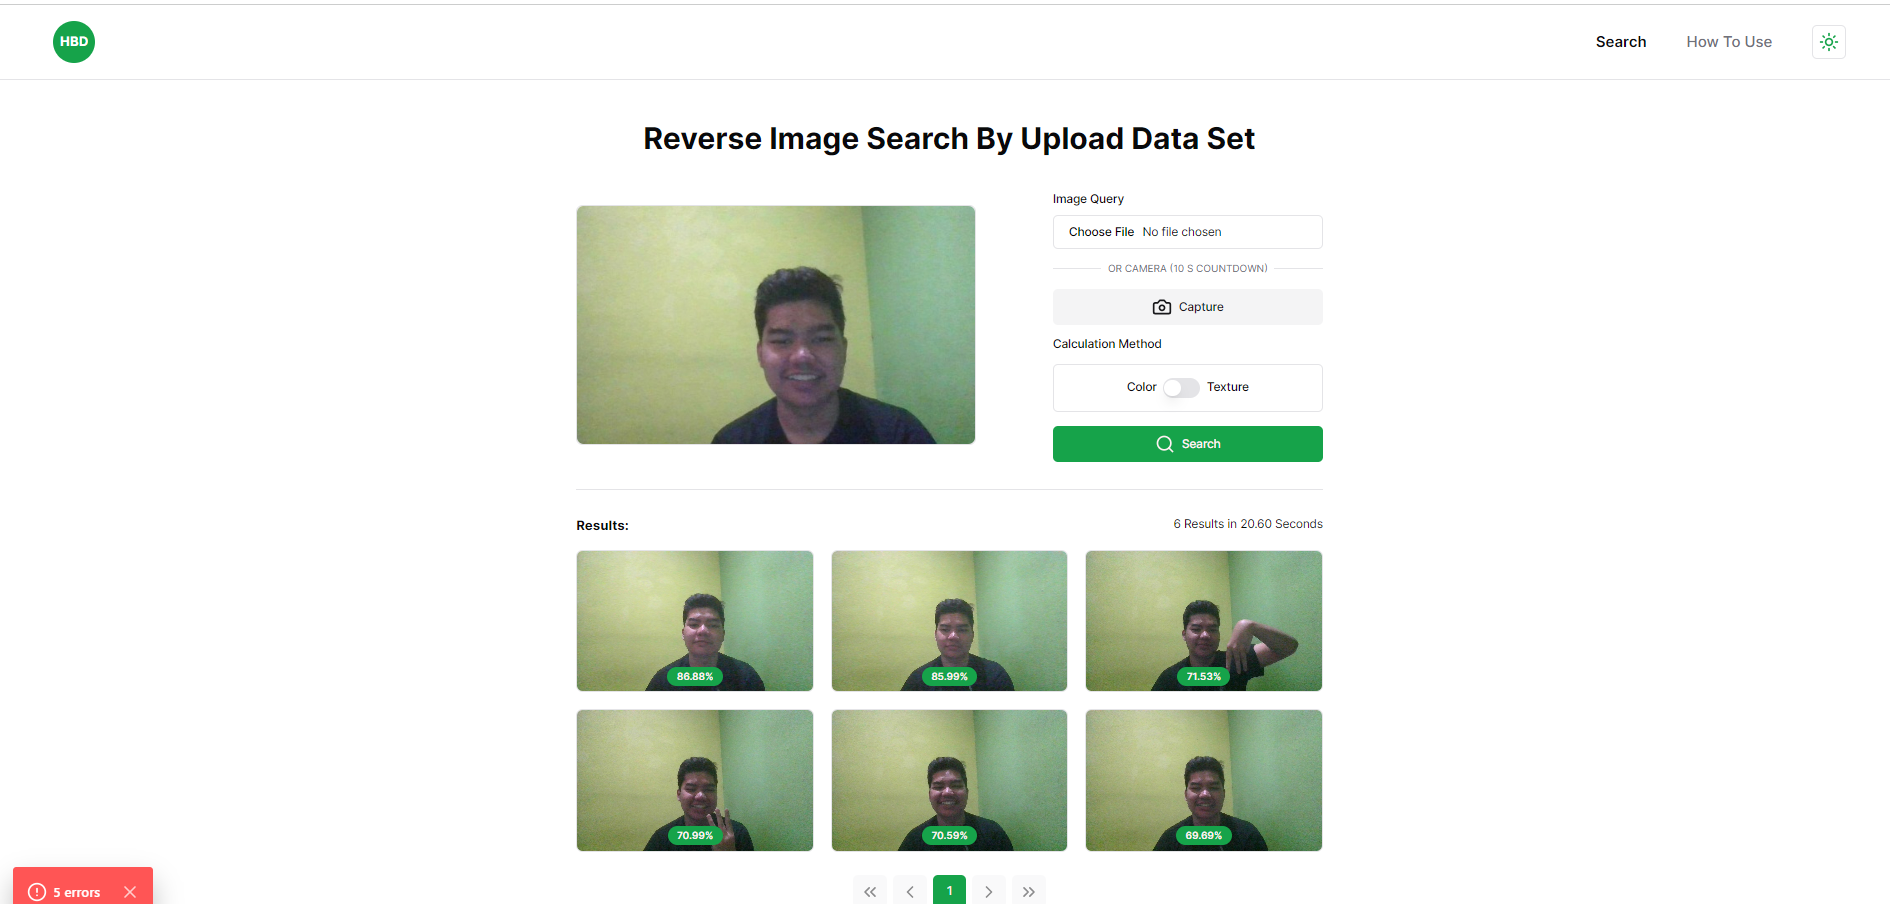 HBD
Search
How To Use
Reverse Image Search By Upload Data Set
Image Query
Choose File No file chosen
OR CAMERA (10 S COUNTDOWN)
Capture
Calculation Method
Color Texture
Search
Results:
6 Results in 20.60 Seconds
86.88%
85.99%
71.53%
70.99%
70.59%
69.69%
5 errors
1